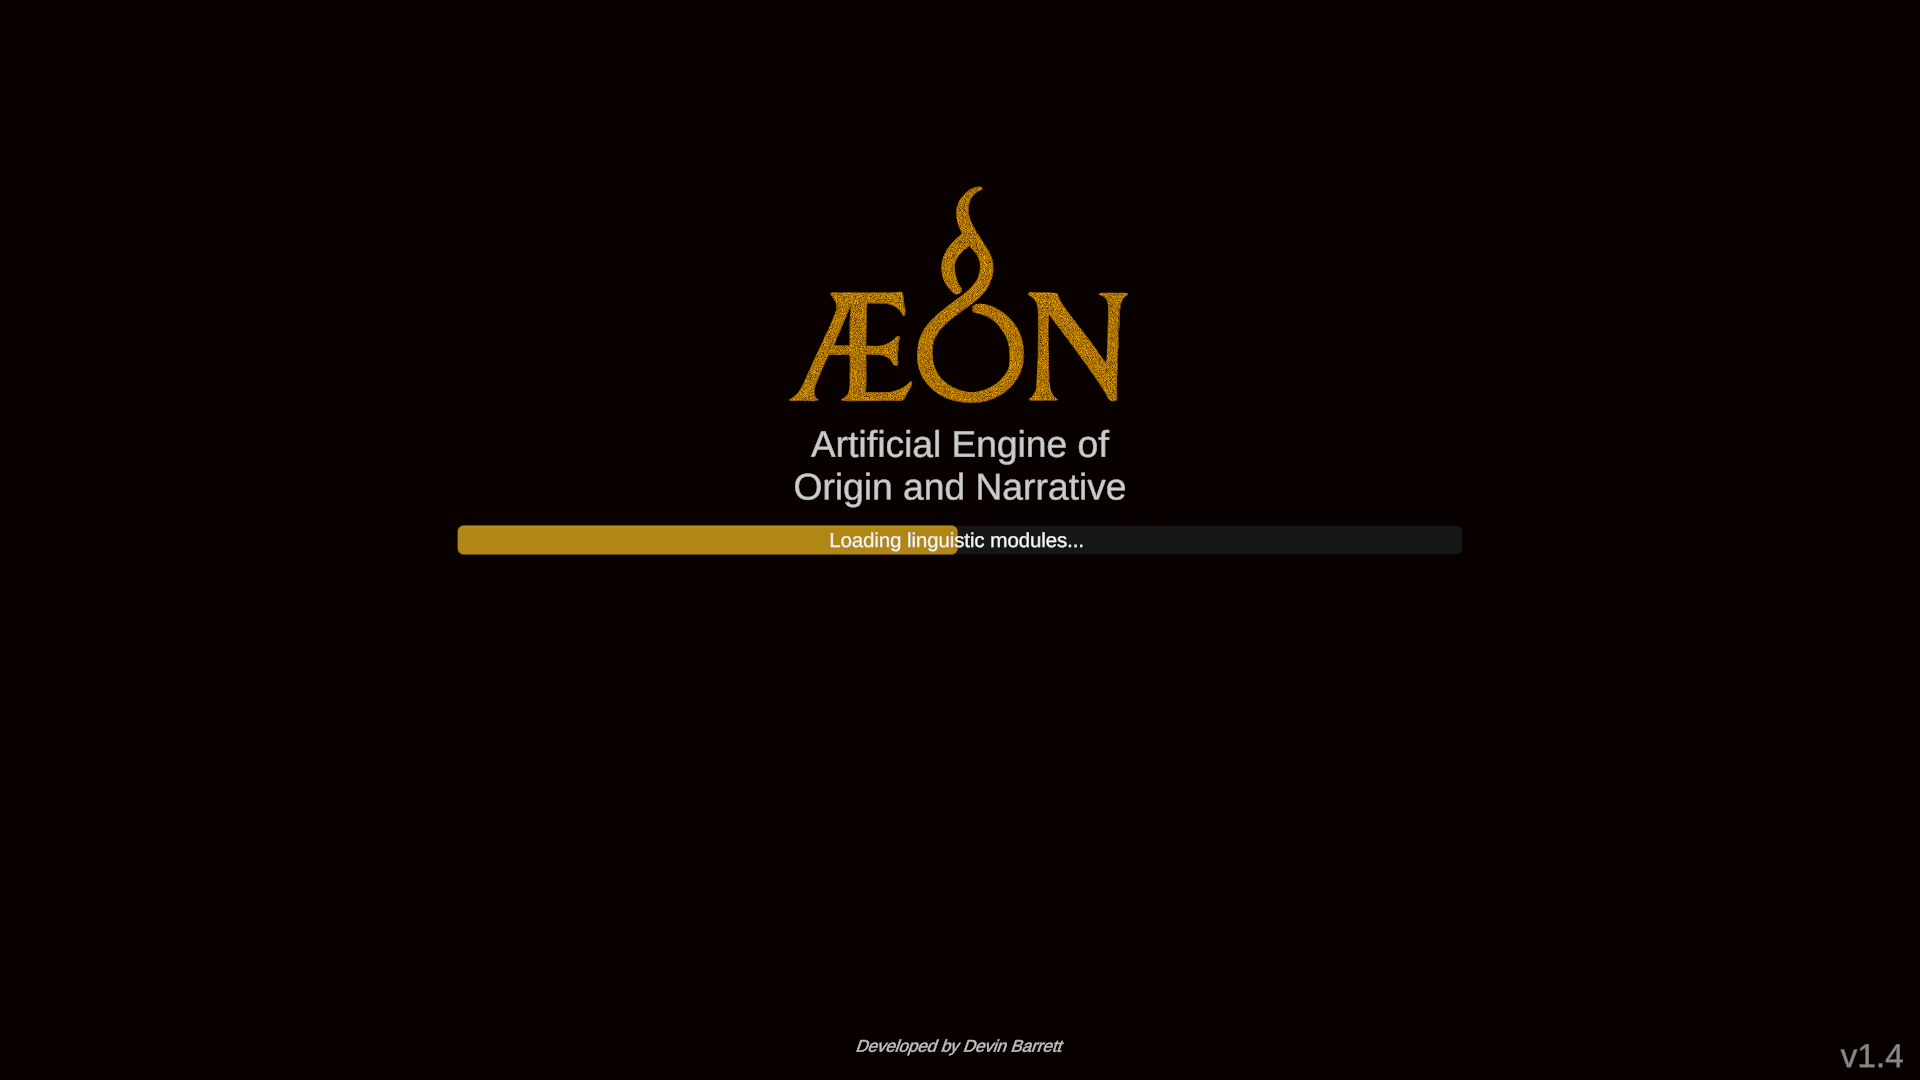 ÆON
Artificial Engine of
Origin and Narrative
Loading linguistic modules...
Developed by Devin Barrett
v1.4